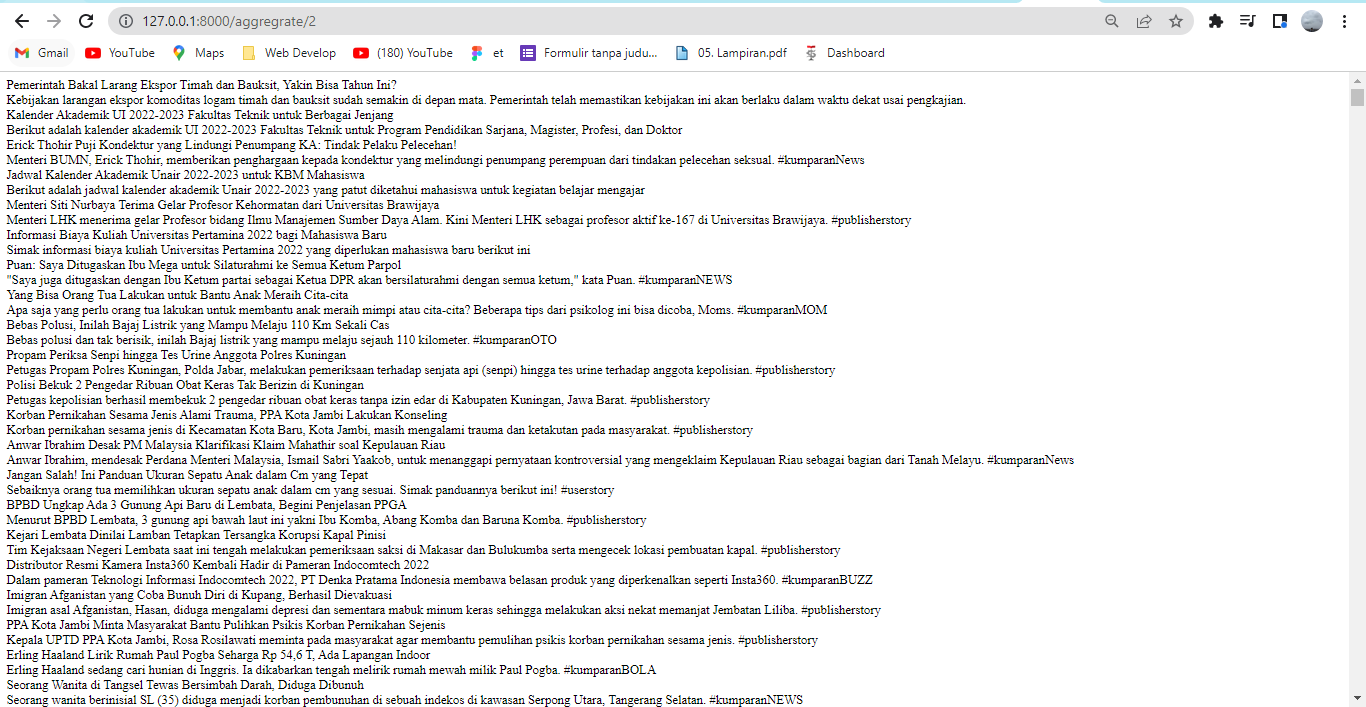 127.0.0.1:8000/aggregrate/2
Gmail
YouTube
Maps
Web Develop
(180) YouTube
et
Formulir tanpa judu...
05. Lampiran.pdf
Dashboard
Pemerintah Bakal Larang Ekspor Timah dan Bauksit, Yakin Bisa Tahun Ini?
Kebijakan larangan ekspor komoditas logam timah dan bauksit sudah semakin di depan mata. Pemerintah telah memastikan kebijakan ini akan berlaku dalam waktu dekat usai pengkajian.
Kalender Akademik UI 2022-2023 Fakultas Teknik untuk Berbagai Jenjang
Berikut adalah kalender akademik UI 2022-2023 Fakultas Teknik untuk Program Pendidikan Sarjana, Magister, Profesi, dan Doktor
Erick Thohir Puji Kondektur yang Lindungi Penumpang KA: Tindak Pelaku Pelecehan!
Menteri BUMN, Erick Thohir, memberikan penghargaan kepada kondektur yang melindungi penumpang perempuan dari tindakan pelecehan seksual. #kumparanNews
Jadwal Kalender Akademik Unair 2022-2023 untuk KBM Mahasiswa
Berikut adalah jadwal kalender akademik Unair 2022-2023 yang patut diketahui mahasiswa untuk kegiatan belajar mengajar
Menteri Siti Nurbaya Terima Gelar Profesor Kehormatan dari Universitas Brawijaya
Menteri LHK menerima gelar Profesor bidang Ilmu Manajemen Sumber Daya Alam. Kini Menteri LHK sebagai profesor aktif ke-167 di Universitas Brawijaya. #publisherstory
Informasi Biaya Kuliah Universitas Pertamina 2022 bagi Mahasiswa Baru
Simak informasi biaya kuliah Universitas Pertamina 2022 yang diperlukan mahasiswa baru berikut ini
Puan: Saya Ditugaskan Ibu Mega untuk Silaturahmi ke Semua Ketum Parpol
"Saya juga ditugaskan dengan Ibu Ketum partai sebagai Ketua DPR akan bersilaturahmi dengan semua ketum," kata Puan. #kumparanNEWS
Yang Bisa Orang Tua Lakukan untuk Bantu Anak Meraih Cita-cita
Apa saja yang perlu orang tua lakukan untuk membantu anak meraih mimpi atau cita-cita? Beberapa tips dari psikolog ini bisa dicoba, Moms. #kumparanMOM
Bebas Polusi, Inilah Bajaj Listrik yang Mampu Melaju 110 Km Sekali Cas
Bebas polusi dan tak berisik, inilah Bajaj listrik yang mampu melaju sejauh 110 kilometer. #kumparanOTO
Propam Periksa Senpi hingga Tes Urine Anggota Polres Kuningan
Petugas Propam Polres Kuningan, Polda Jabar, melakukan pemeriksaan terhadap senjata api (senpi) hingga tes urine terhadap anggota kepolisian. #publisherstory
Polisi Bekuk 2 Pengedar Ribuan Obat Keras Tak Berizin di Kuningan
Petugas kepolisian berhasil membekuk 2 pengedar ribuan obat keras tanpa izin edar di Kabupaten Kuningan, Jawa Barat. #publisherstory
Korban Pernikahan Sesama Jenis Alami Trauma, PPA Kota Jambi Lakukan Konseling
Korban pernikahan sesama jenis di Kecamatan Kota Baru, Kota Jambi, masih mengalami trauma dan ketakutan pada masyarakat. #publisherstory
Anwar Ibrahim Desak PM Malaysia Klarifikasi Klaim Mahathir soal Kepulauan Riau
Anwar Ibrahim, mendesak Perdana Menteri Malaysia, Ismail Sabri Yaakob, untuk menanggapi pernyataan kontroversial yang mengeklaim Kepulauan Riau sebagai bagian dari Tanah Melayu. #kumparanNews
Jangan Salah! Ini Panduan Ukuran Sepatu Anak dalam Cm yang Tepat
Sebaiknya orang tua memilihkan ukuran sepatu anak dalam cm yang sesuai. Simak panduannya berikut ini! #userstory
BPBD Ungkap Ada 3 Gunung Api Baru di Lembata, Begini Penjelasan PPGA
Menurut BPBD Lembata, 3 gunung api bawah laut ini yakni Ibu Komba, Abang Komba dan Baruna Komba. #publisherstory
Kejari Lembata Dinilai Lamban Tetapkan Tersangka Korupsi Kapal Pinisi
Tim Kejaksaan Negeri Lembata saat ini tengah melakukan pemeriksaan saksi di Makasar dan Bulukumba serta mengecek lokasi pembuatan kapal. #publisherstory
Distributor Resmi Kamera Insta360 Kembali Hadir di Pameran Indocomtech 2022
Dalam pameran Teknologi Informasi Indocomtech 2022, PT Denka Pratama Indonesia membawa belasan produk yang diperkenalkan seperti Insta360. #kumparanBUZZ
Imigran Afganistan yang Coba Bunuh Diri di Kupang, Berhasil Dievakuasi
Imigran asal Afganistan, Hasan, diduga mengalami depresi dan sementara mabuk minum keras sehingga melakukan aksi nekat memanjat Jembatan Liliba. #publisherstory
PPA Kota Jambi Minta Masyarakat Bantu Pulihkan Psikis Korban Pernikahan Sejenis
Kepala UPTD PPA Kota Jambi, Rosa Rosilawati meminta pada masyarakat agar membantu pemulihan psikis korban pernikahan sesama jenis. #publisherstory
Erling Haaland Lirik Rumah Paul Pogba Seharga Rp 54,6 T, Ada Lapangan Indoor
Erling Haaland sedang cari hunian di Inggris. Ia dikabarkan tengah melirik rumah mewah milik Paul Pogba. #kumparanBOLA
Seorang Wanita di Tangsel Tewas Bersimbah Darah, Diduga Dibunuh
Seorang wanita berinisial SL (35) diduga menjadi korban pembunuhan di sebuah indekos di kawasan Serpong Utara, Tangerang Selatan. #kumparanNEWS